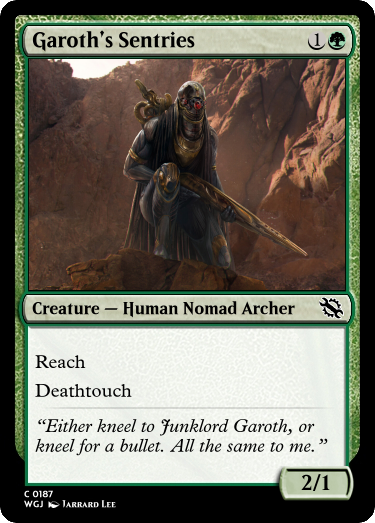 Garoth's Sentries 1
Creature — Human Nomad Archer
Reach
Deathtouch
“Either kneel to Junklord Garoth, or
kneel for a bullet. All the same to me.”
2/1
C 0187
WGJ Jarrard Lee